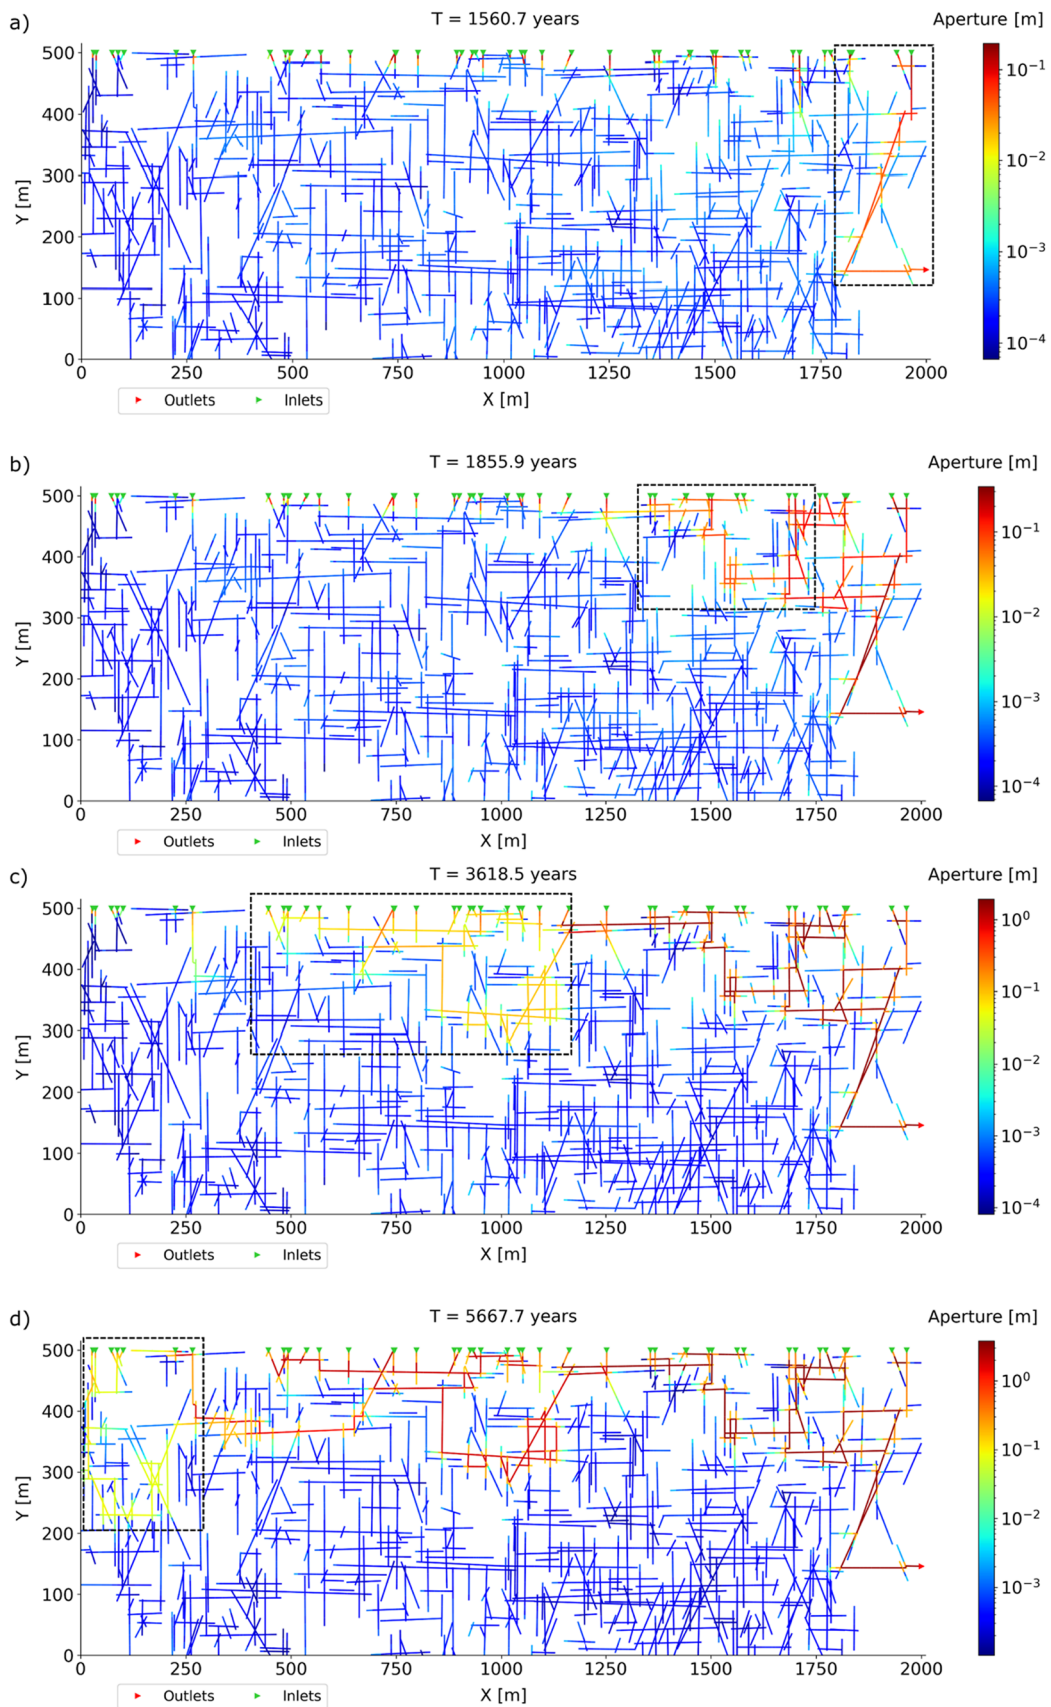 a)
T = 1560.7 years
Aperture [m]
500
400
300
200
100
0
Y [m]
10⁻¹
10⁻²
10⁻³
10⁻⁴
0 250 500 750 1000 1250 1500 1750 2000
X [m]
Outlets Inlets
b)
T = 1855.9 years
Aperture [m]
500
400
300
200
100
0
Y [m]
10⁻¹
10⁻²
10⁻³
10⁻⁴
0 250 500 750 1000 1250 1500 1750 2000
X [m]
Outlets Inlets
c)
T = 3618.5 years
Aperture [m]
500
400
300
200
100
0
Y [m]
10⁰
10⁻¹
10⁻²
10⁻³
10⁻⁴
0 250 500 750 1000 1250 1500 1750 2000
X [m]
Outlets Inlets
d)
T = 5667.7 years
Aperture [m]
500
400
300
200
100
0
Y [m]
10⁰
10⁻¹
10⁻²
10⁻³
0 250 500 750 1000 1250 1500 1750 2000
X [m]
Outlets Inlets